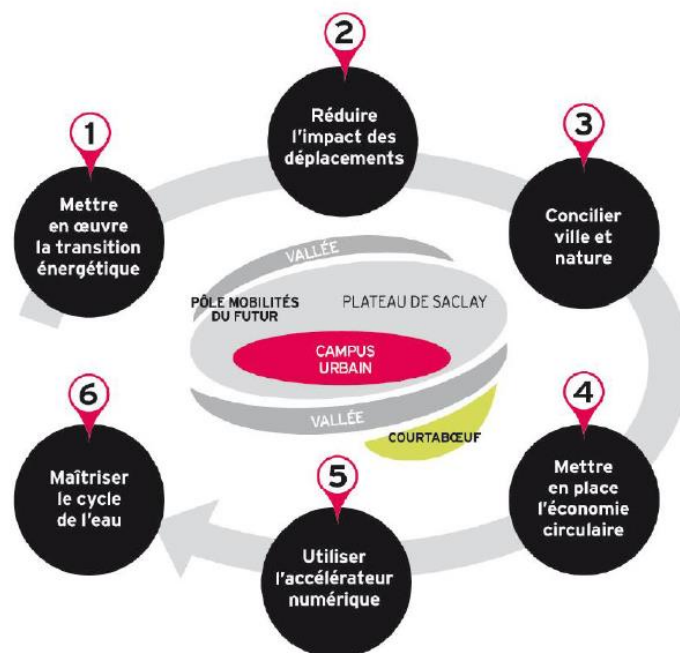 1
Mettre
en œuvre
la transition
énergétique
2
Réduire
l'impact des
déplacements
3
Concilier
ville et
nature
VALLÉE
PÔLE MOBILITÉS
DU FUTUR
PLATEAU DE SACLAY
CAMPUS
URBAIN
VALLÉE
COURTABŒUF
4
Mettre
en place
l'économie
circulaire
5
Utiliser
l'accélérateur
numérique
6
Maîtriser
le cycle
de l'eau